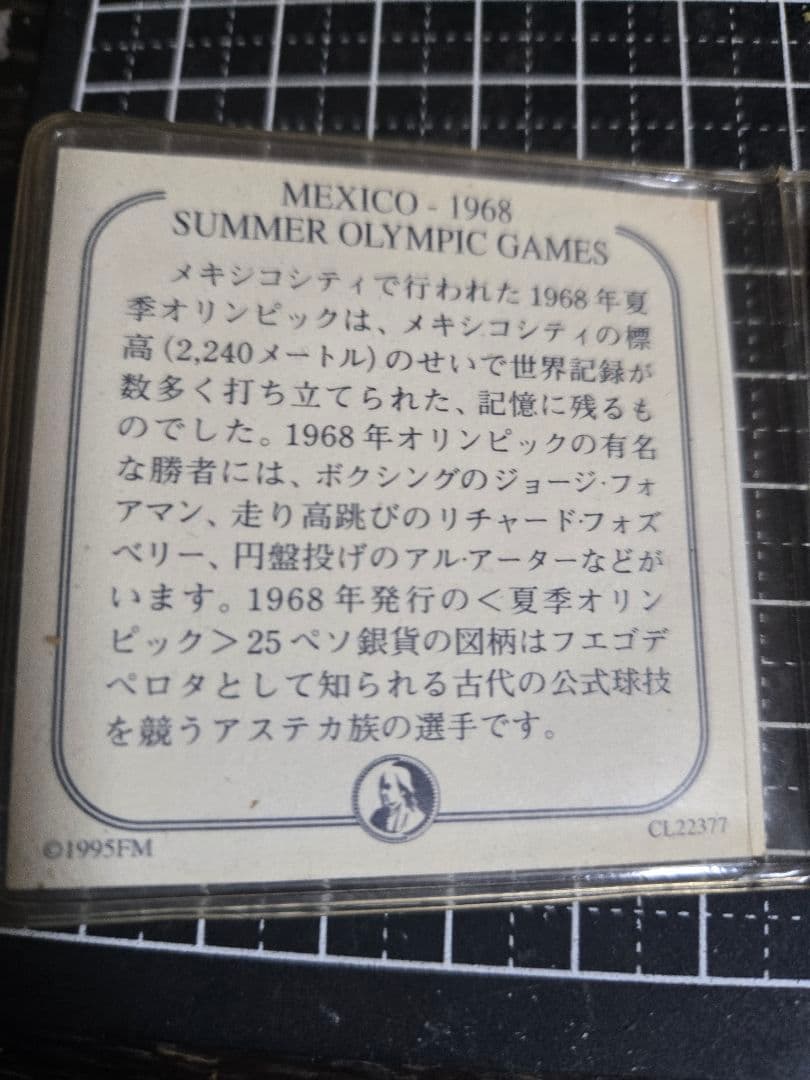 MEXICO - 1968
SUMMER OLYMPIC GAMES
メキシコシティで行われた1968年夏
季オリンピックは、メキシコシティの標
高(2,240メートル)のせいで世界記録が
数多く打ち立てられた、記憶に残るも
のでした。1968年オリンピックの有名
な勝者には、ボクシングのジョージ・フォ
アマン、走り高跳びのリチャード・フォズ
ベリー、円盤投げのアル・アーターなどが
います。1968年発行の＜夏季オリン
ピック＞25ペソ銀貨の図柄はフエゴデ
ペロタとして知られる古代の公式球技
を競うアステカ族の選手です。
©1995FM
CL22377